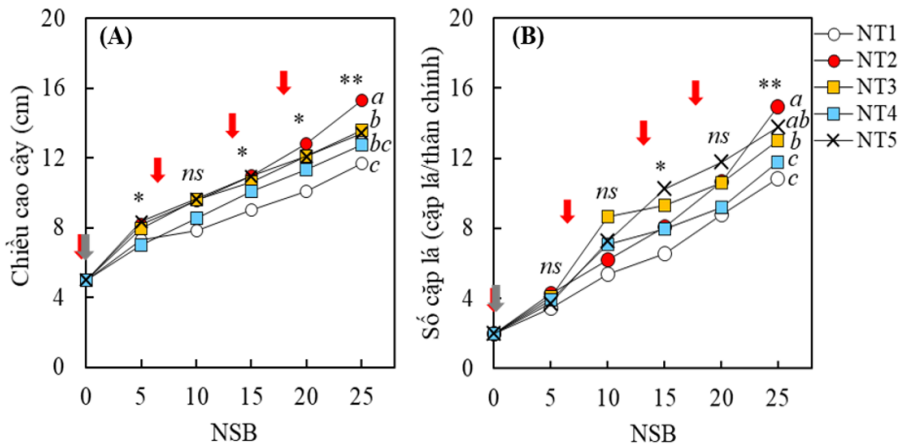 (A)
Chiều cao cây (cm)
20
16
12
8
4
0
0 5 10 15 20 25
NSB
*
ns
*
*
**
a
b
bc
c
(B)
Số cặp lá (cặp lá/thân chính)
20
16
12
8
4
0
0 5 10 15 20 25
NSB
ns
ns
*
ns
**
a
ab
b
c
c
NT1
NT2
NT3
NT4
NT5